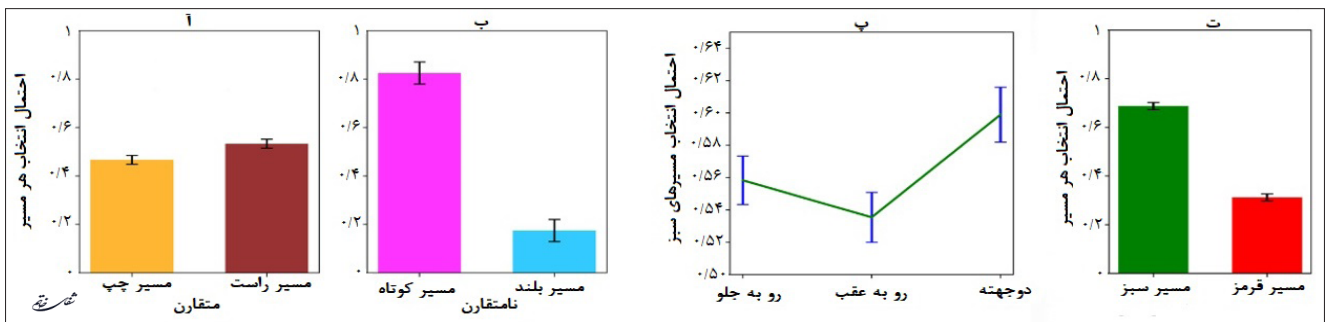 آ
احتمال انتخاب هر مسیر
۱
۰/۸
۰/۶
۰/۴
۰/۲
۰
مسیر چپ
مسیر راست
متقارن
ب
۱
۰/۸
۰/۶
۰/۴
۰/۲
۰
مسیر کوتاه
مسیر بلند
نامتقارن
پ
احتمال انتخاب مسیرهای سبز
۰/۶۴
۰/۶۲
۰/۶۰
۰/۵۸
۰/۵۶
۰/۵۴
۰/۵۲
۰/۵۰
رو به جلو
رو به عقب
دوجهته
ت
احتمال انتخاب هر مسیر
۱
۰/۸
۰/۶
۰/۴
۰/۲
۰
مسیر سبز
مسیر قرمز